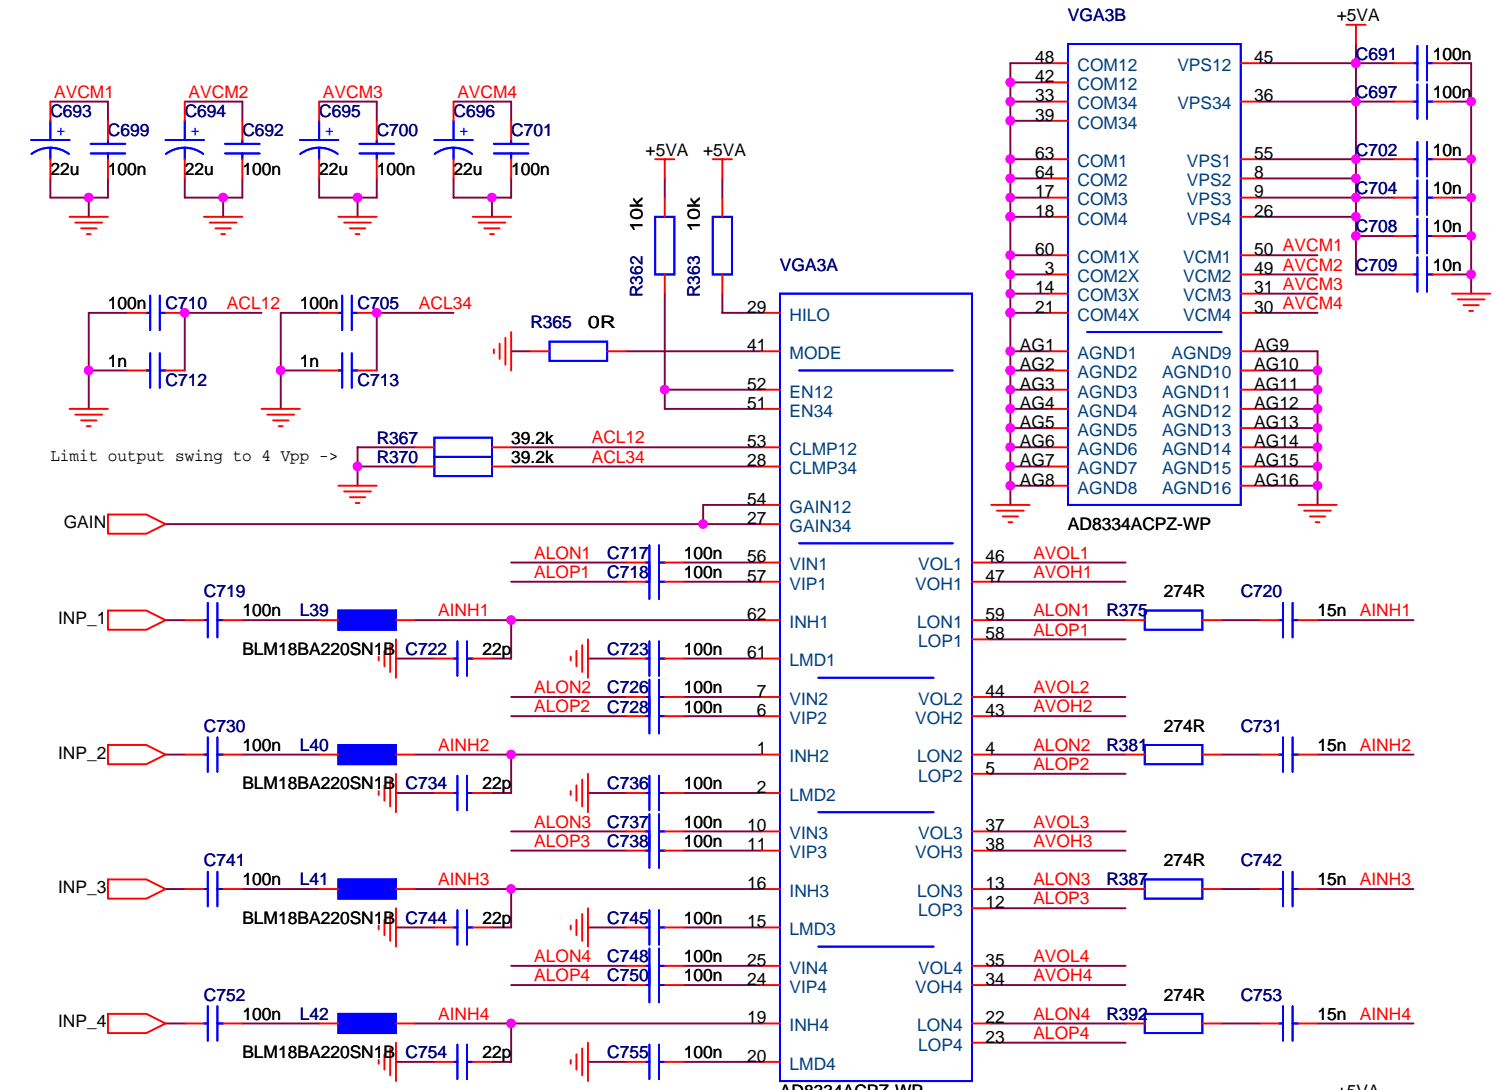 VGA3B
+5VA
48 COM12 VPS12 45 C691 100n
42 COM12
33 COM34 VPS34 36 C697 100n
39 COM34
63 COM1 VPS1 55 C702 10n
64 COM2 VPS2 8
17 COM3 VPS3 9 C704 10n
18 COM4 VPS4 26
C708 10n
60 COM1X VCM1 50 AVCM1
3 COM2X VCM2 49 AVCM2 C709 10n
14 COM3X VCM3 31 AVCM3
21 COM4X VCM4 30 AVCM4
AG1 AGND1 AGND9 AG9
AG2 AGND2 AGND10 AG10
AG3 AGND3 AGND11 AG11
AG4 AGND4 AGND12 AG12
AG5 AGND5 AGND13 AG13
AG6 AGND6 AGND14 AG14
AG7 AGND7 AGND15 AG15
AG8 AGND8 AGND16 AG16
AD8334ACPZ-WP
AVCM1 AVCM2 AVCM3 AVCM4
C693 C694 C695 C696
+ + + +
C699 C692 C700 C701
22u 100n 22u 100n 22u 100n 22u 100n
+5VA +5VA
R362 10k R363 10k
100n C710 ACL12 100n C705 ACL34
1n C712 1n C713
VGA3A
29 HILO
R365 0R 41 MODE
52 EN12
51 EN34
R367 39.2k ACL12 53 CLMP12
Limit output swing to 4 Vpp ->
R370 39.2k ACL34 28 CLMP34
54 GAIN12
GAIN 27 GAIN34
ALON1 C717 100n 56 VIN1 VOL1 46 AVOL1
ALOP1 C718 100n 57 VIP1 VOH1 47 AVOH1
INP_1 C719 100n L39 AINH1 62 INH1 LON1 59 ALON1 R375 274R C720 15n AINH1
LOP1 58 ALOP1
BLM18BA220SN1B C722 22p C723 100n 61 LMD1
ALON2 C726 100n 7 VIN2 VOL2 44 AVOL2
ALOP2 C728 100n 6 VIP2 VOH2 43 AVOH2
INP_2 C730 100n L40 AINH2 1 INH2 LON2 4 ALON2 R381 274R C731 15n AINH2
LOP2 5 ALOP2
BLM18BA220SN1B C734 22p C736 100n 2 LMD2
ALON3 C737 100n 10 VIN3 VOL3 37 AVOL3
ALOP3 C738 100n 11 VIP3 VOH3 38 AVOH3
INP_3 C741 100n L41 AINH3 16 INH3 LON3 13 ALON3 R387 274R C742 15n AINH3
LOP3 12 ALOP3
BLM18BA220SN1B C744 22p C745 100n 15 LMD3
ALON4 C748 100n 25 VIN4 VOL4 35 AVOL4
ALOP4 C750 100n 24 VIP4 VOH4 34 AVOH4
INP_4 C752 100n L42 AINH4 19 INH4 LON4 22 ALON4 R392 274R C753 15n AINH4
LOP4 23 ALOP4
BLM18BA220SN1B C754 22p C755 100n 20 LMD4
AD8334ACPZ-WP
+5VA